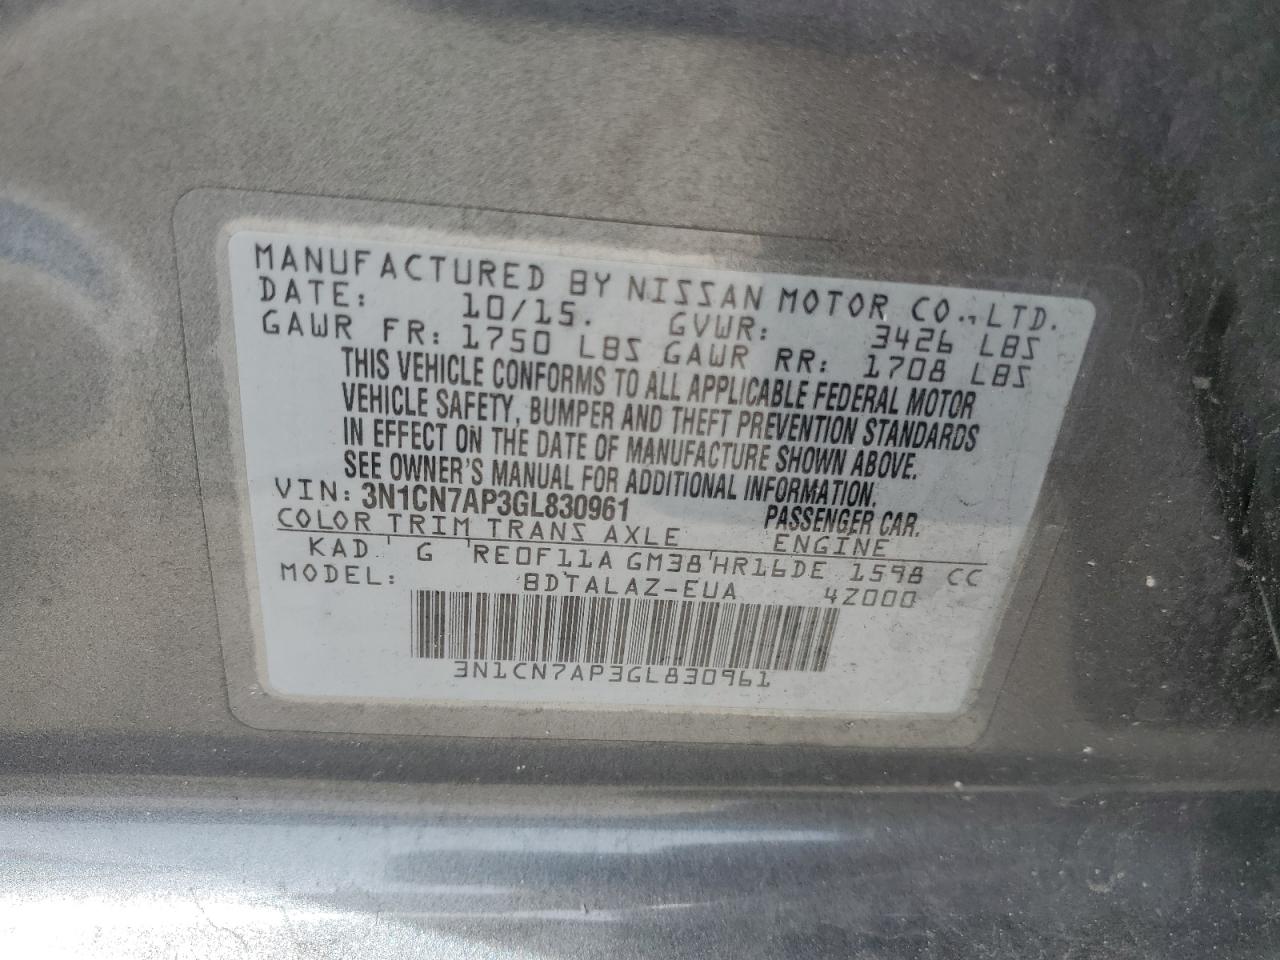 MANUFACTURED BY NISSAN MOTOR CO., LTD.
DATE: 10/15. GVWR: 3426 LBS
GAWR FR: 1750 LBS GAWR RR: 1708 LBS
THIS VEHICLE CONFORMS TO ALL APPLICABLE FEDERAL MOTOR
VEHICLE SAFETY, BUMPER AND THEFT PREVENTION STANDARDS
IN EFFECT ON THE DATE OF MANUFACTURE SHOWN ABOVE.
SEE OWNER'S MANUAL FOR ADDITIONAL INFORMATION.
VIN: 3N1CN7AP3GL830961 PASSENGER CAR.
COLOR TRIM TRANS AXLE ENGINE
KAD G RE0F11A GM38 HR16DE 1598 CC
MODEL: BDTALAZ-EUA 4Z000
3N1CN7AP3GL830961